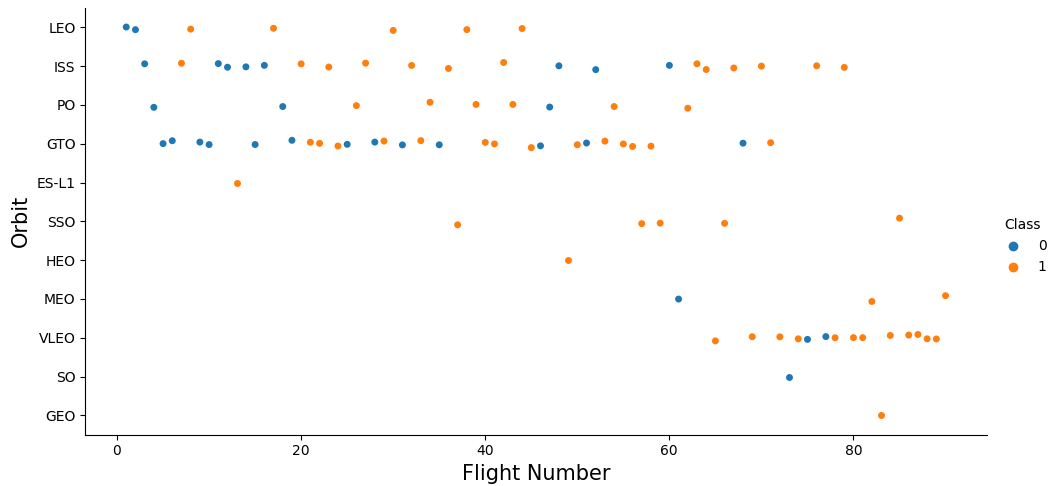 LEO
ISS
PO
GTO
ES-L1
SSO
HEO
MEO
VLEO
SO
GEO
Orbit
0 20 40 60 80
Flight Number
Class
0
1